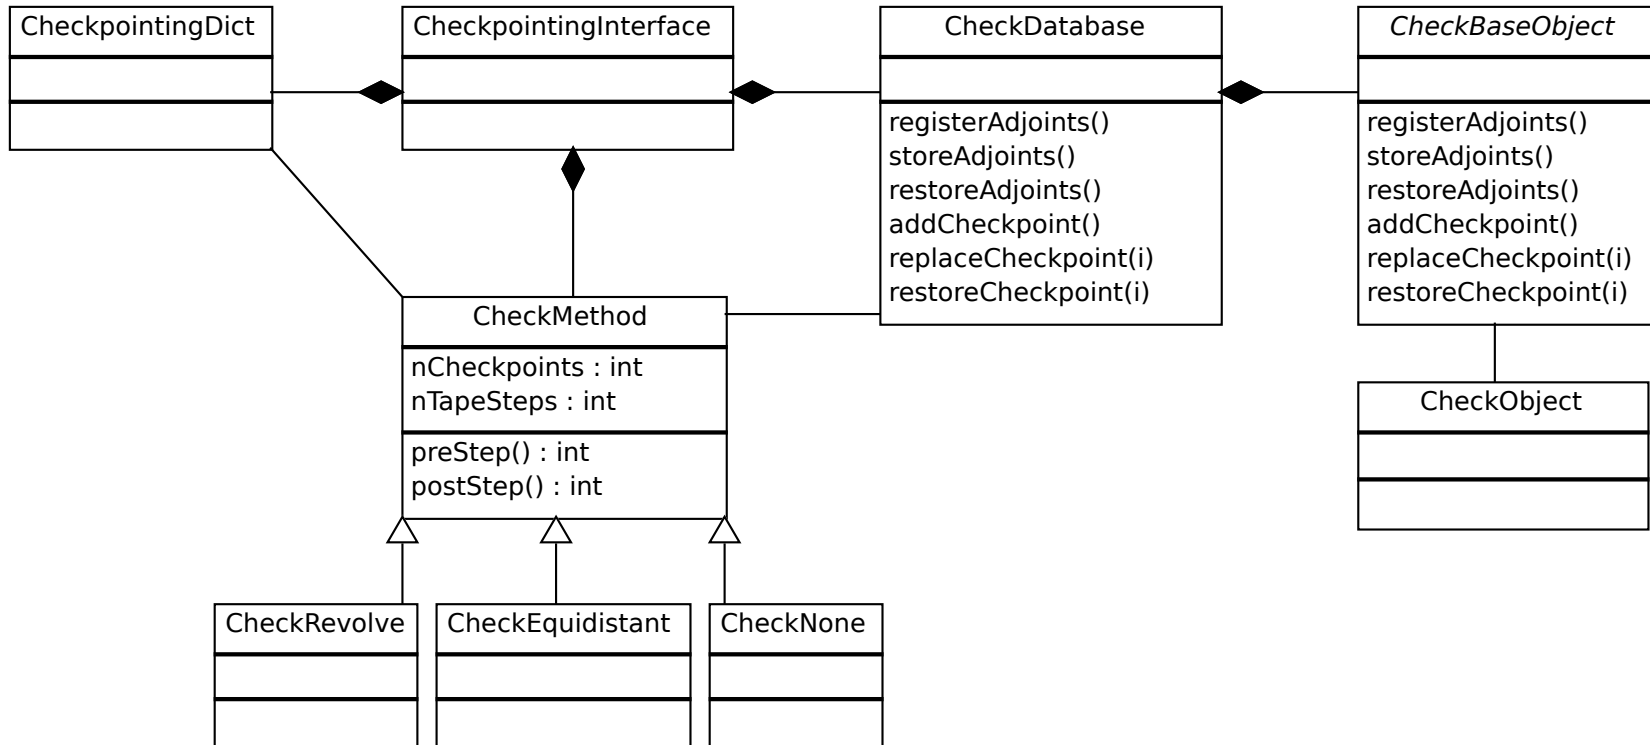 CheckpointingDict
CheckpointingInterface
CheckDatabase
registerAdjoints()
storeAdjoints()
restoreAdjoints()
addCheckpoint()
replaceCheckpoint(i)
restoreCheckpoint(i)
CheckBaseObject
registerAdjoints()
storeAdjoints()
restoreAdjoints()
addCheckpoint()
replaceCheckpoint(i)
restoreCheckpoint(i)
CheckMethod
nCheckpoints : int
nTapeSteps : int
preStep() : int
postStep() : int
CheckObject
CheckRevolve
CheckEquidistant
CheckNone